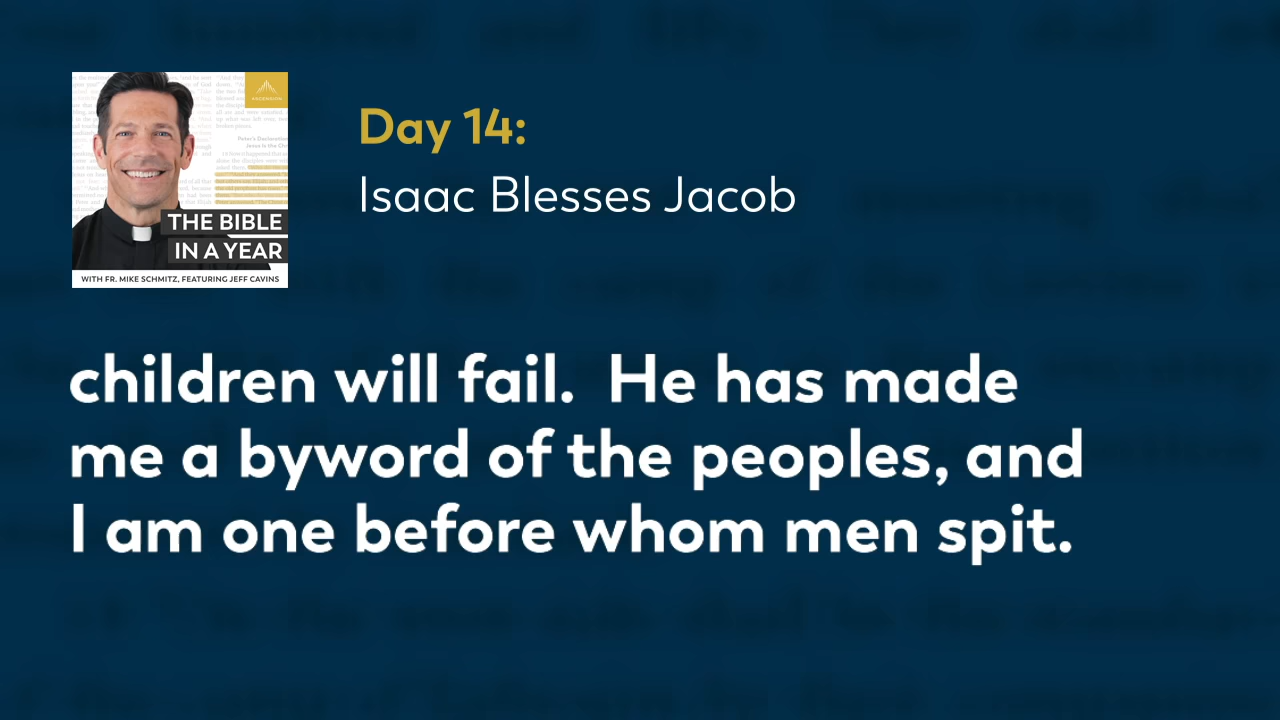 ASCENSION
THE BIBLE
IN A YEAR
WITH FR. MIKE SCHMITZ, FEATURING JEFF CAVINS
Day 14:
Isaac Blesses Jacob
children will fail.  He has made
me a byword of the peoples, and
I am one before whom men spit.